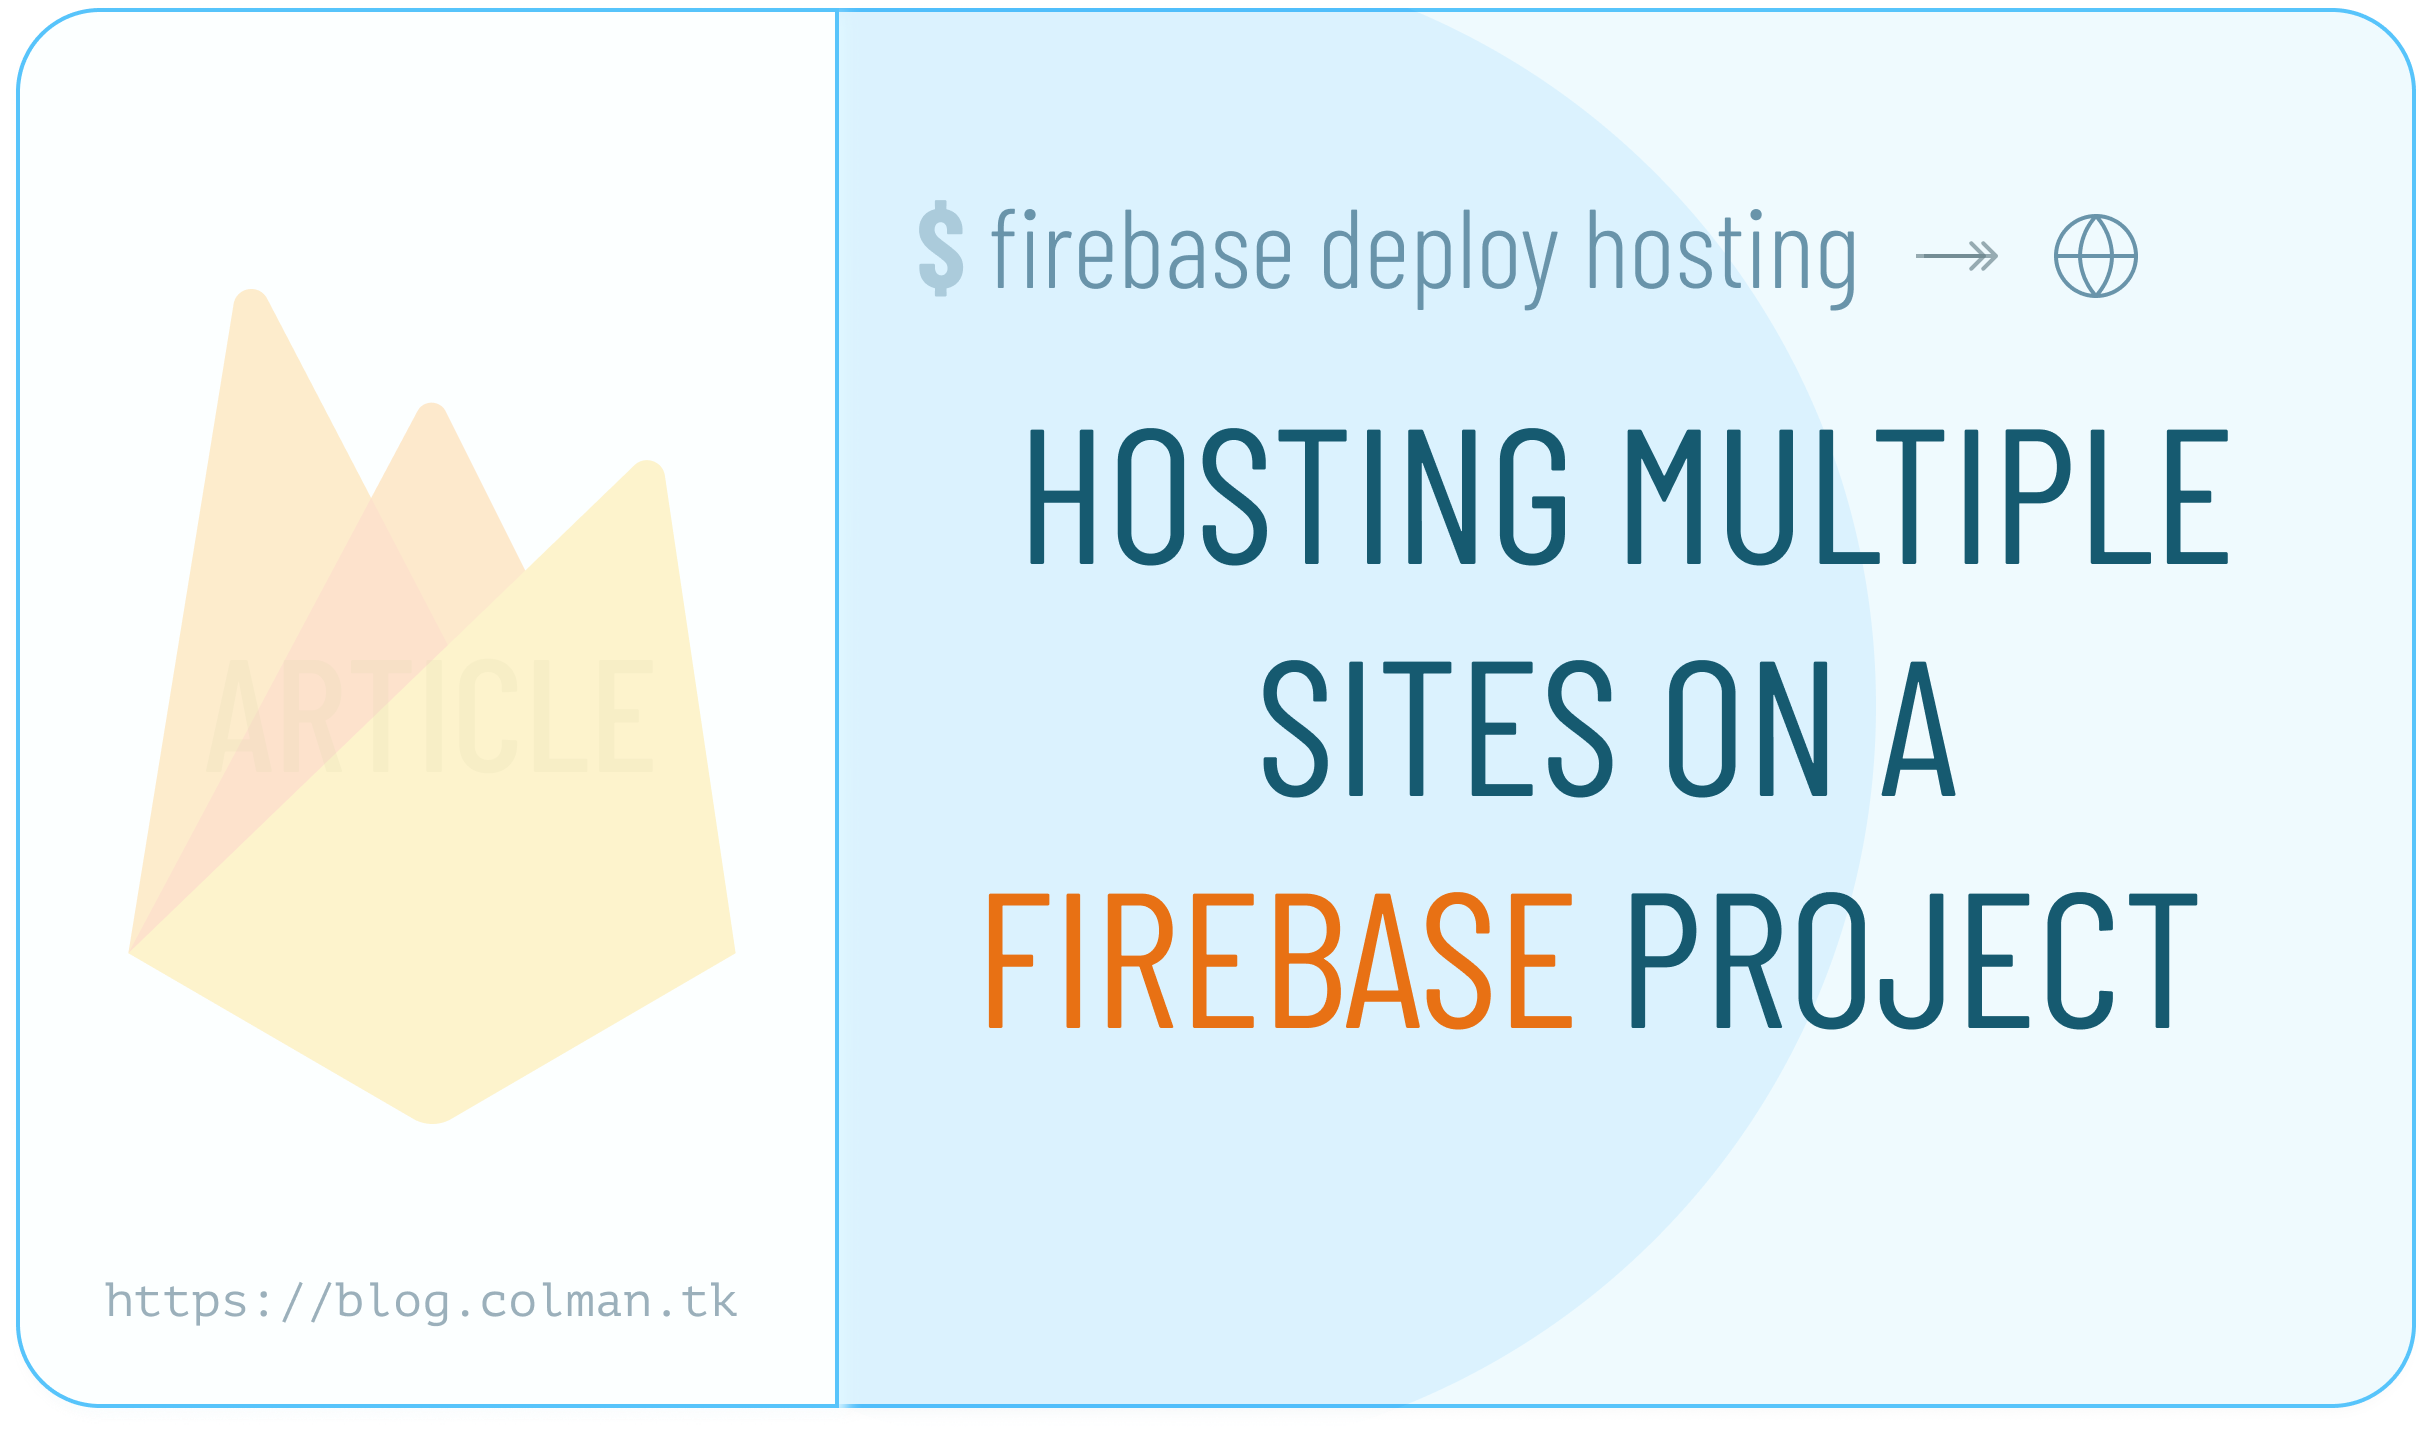 $ firebase deploy hosting
HOSTING MULTIPLE
SITES ON A
FIREBASE PROJECT
ARTICLE
https://blog.colman.tk